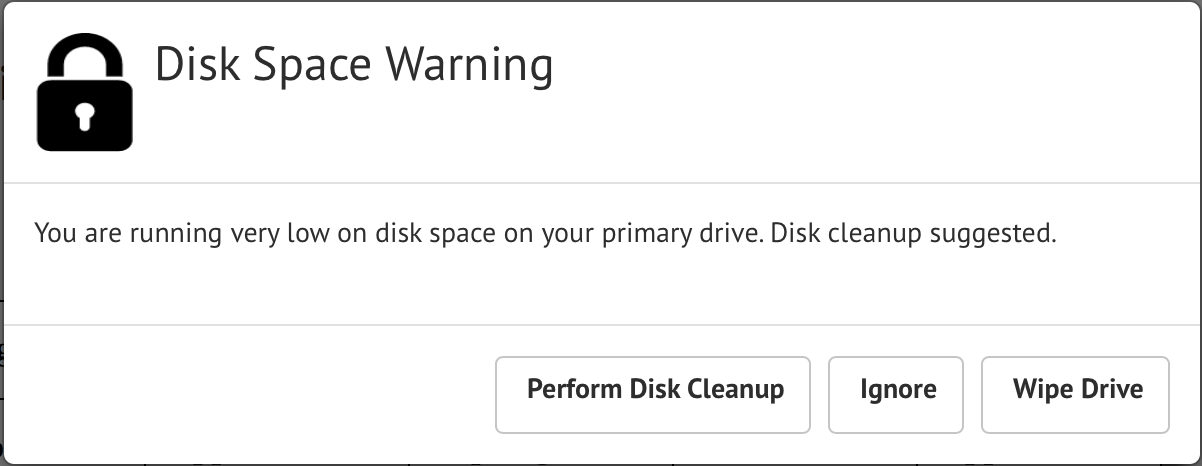 Disk Space Warning
You are running very low on disk space on your primary drive. Disk cleanup suggested.
Perform Disk Cleanup Ignore Wipe Drive